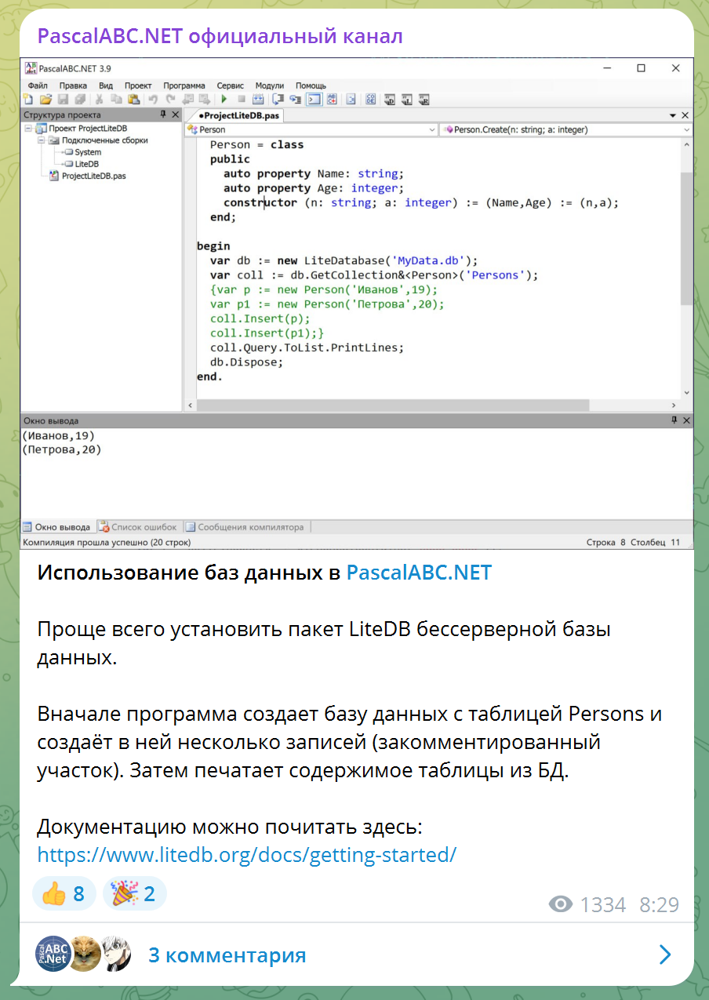 PascalABC.NET официальный канал
PascalABC.NET 3.9
Файл Правка Вид Проект Программа Сервис Модули Помощь
Структура проекта
Проект ProjectLiteDB
Подключенные сборки
System
LiteDB
ProjectLiteDB.pas
•ProjectLiteDB.pas
Person
Person.Create(n: string; a: integer)
Person = class
public
auto property Name: string;
auto property Age: integer;
constructor (n: string; a: integer) := (Name,Age) := (n,a);
end;
begin
var db := new LiteDatabase('MyData.db');
var coll := db.GetCollection&<Person>('Persons');
{var p := new Person('Иванов',19);
var p1 := new Person('Петрова',20);
coll.Insert(p);
coll.Insert(p1);}
coll.Query.ToList.PrintLines;
db.Dispose;
end.
Окно вывода
(Иванов,19)
(Петрова,20)
Окно вывода Список ошибок Сообщения компилятора
Компиляция прошла успешно (20 строк) Строка 8 Столбец 11
Использование баз данных в PascalABC.NET
Проще всего установить пакет LiteDB бессерверной базы
данных.
Вначале программа создает базу данных с таблицей Persons и
создаёт в ней несколько записей (закомментированный
участок). Затем печатает содержимое таблицы из БД.
Документацию можно почитать здесь:
https://www.litedb.org/docs/getting-started/
8 2
1334 8:29
Pascal ABC .Net
3 комментария